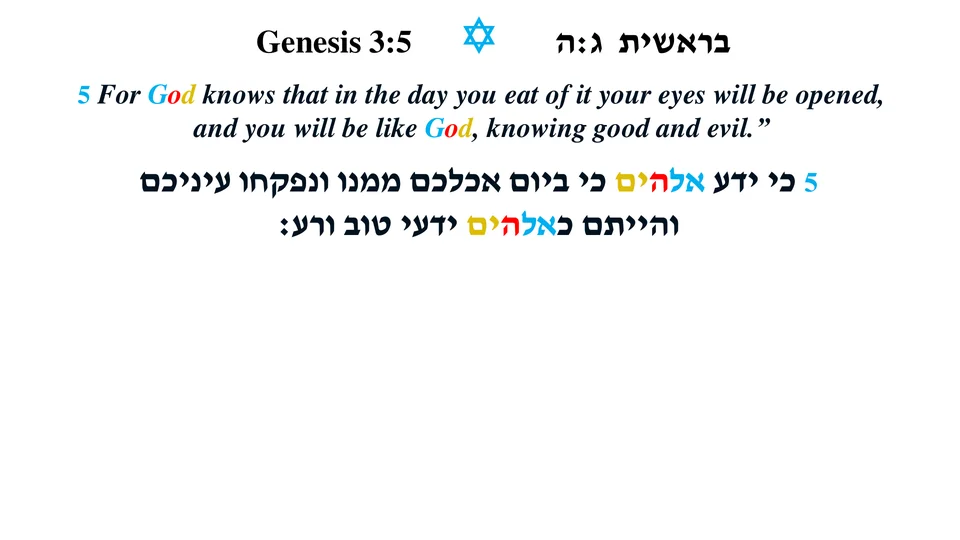 Genesis 3:5 בראשית ג:ה
5 For God knows that in the day you eat of it your eyes will be opened,
and you will be like God, knowing good and evil.”
5 כי ידע אלהים כי ביום אכלכם ממנו ונפקחו עיניכם
והייתם כאלהים ידעי טוב ורע: